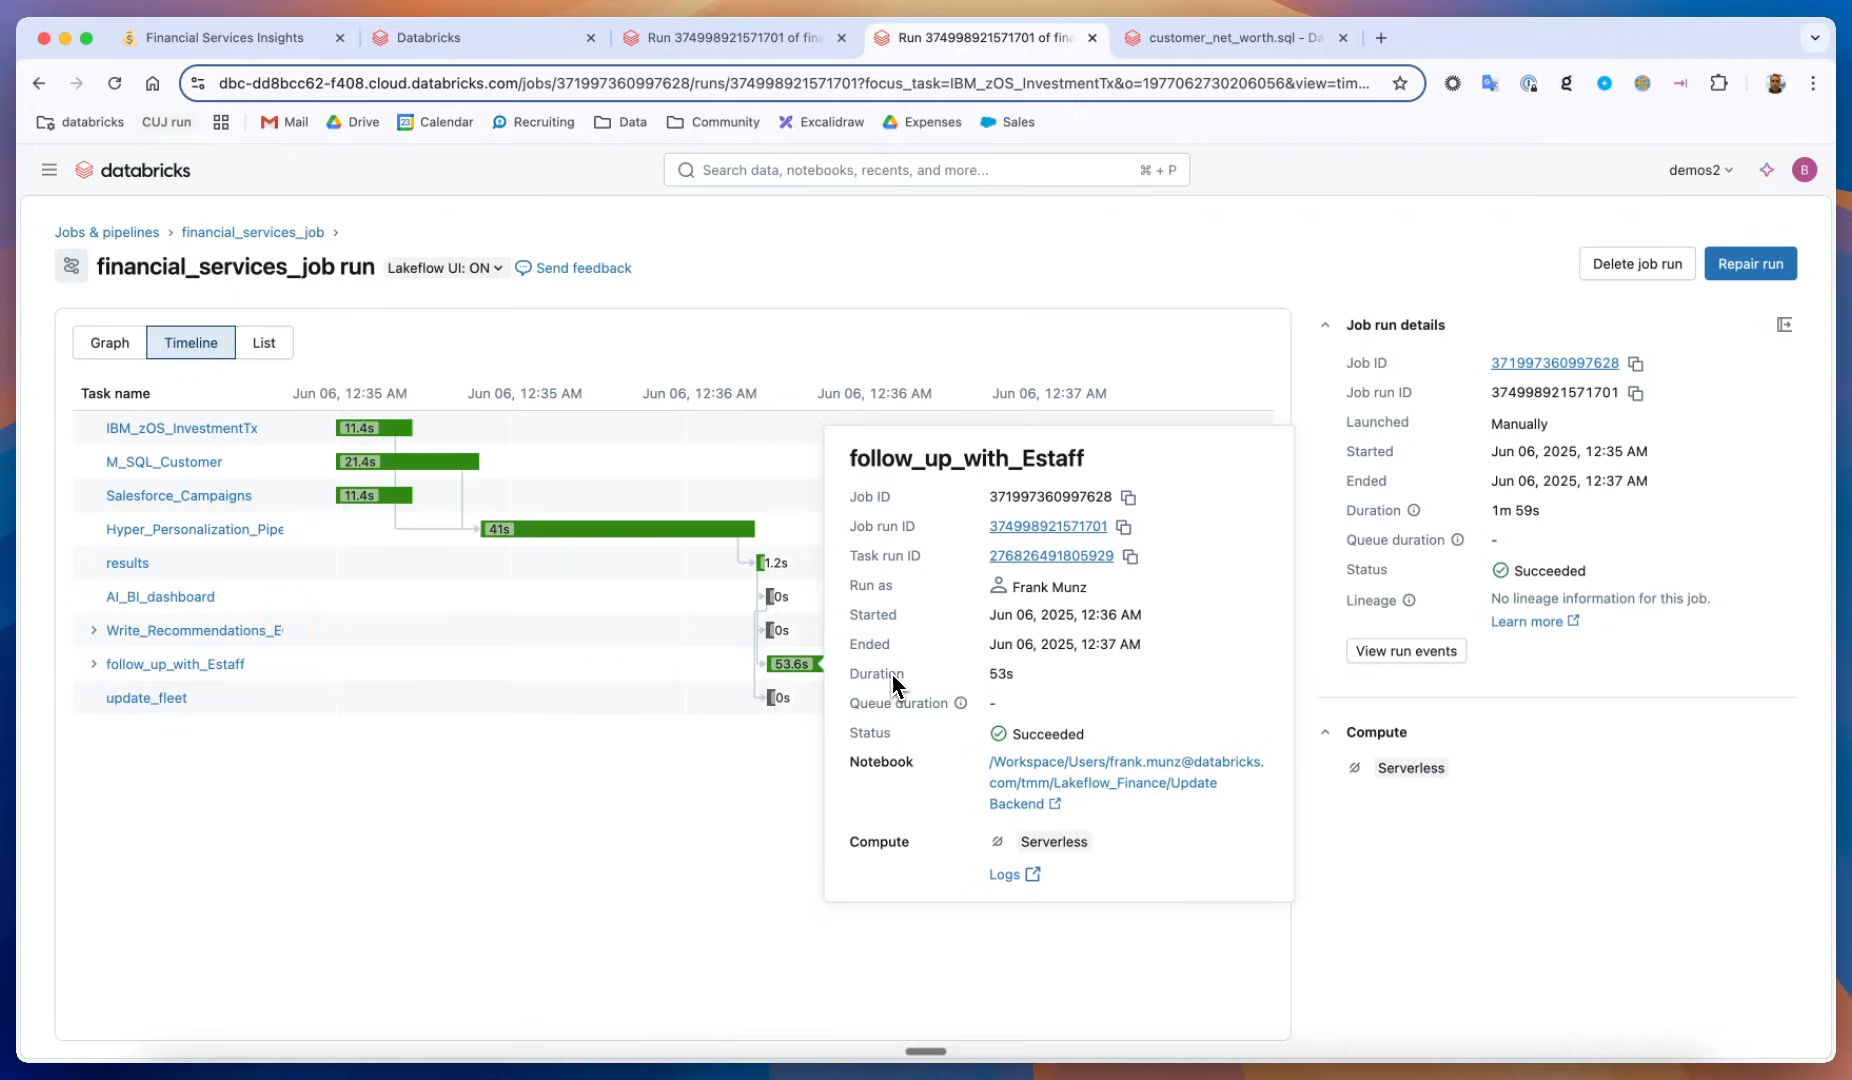 Financial Services Insights
Databricks
Run 374998921571701 of fin
Run 374998921571701 of fin
customer_net_worth.sql - Da
dbc-dd8bcc62-f408.cloud.databricks.com/jobs/371997360997628/runs/374998921571701?focus_task=IBM_zOS_InvestmentTx&o=1977062730206056&view=tim...
databricks
CUJ run
Mail
Drive
Calendar
Recruiting
Data
Community
Excalidraw
Expenses
Sales
databricks
Search data, notebooks, recents, and more...
⌘ + P
demos2
B
Jobs & pipelines › financial_services_job ›
financial_services_job run
Lakeflow UI: ON
Send feedback
Delete job run
Repair run
Graph
Timeline
List
Task name
Jun 06, 12:35 AM
Jun 06, 12:35 AM
Jun 06, 12:36 AM
Jun 06, 12:36 AM
Jun 06, 12:37 AM
IBM_zOS_InvestmentTx
11.4s
M_SQL_Customer
21.4s
Salesforce_Campaigns
11.4s
Hyper_Personalization_Pipe
41s
results
1.2s
AI_BI_dashboard
0s
Write_Recommendations_E
0s
follow_up_with_Estaff
53.6s
update_fleet
0s
follow_up_with_Estaff
Job ID
371997360997628
Job run ID
374998921571701
Task run ID
276826491805929
Run as
Frank Munz
Started
Jun 06, 2025, 12:36 AM
Ended
Jun 06, 2025, 12:37 AM
Duration
53s
Queue duration
-
Status
Succeeded
Notebook
/Workspace/Users/frank.munz@databricks.
com/tmm/Lakeflow_Finance/Update
Backend
Compute
Serverless
Logs
Job run details
Job ID
371997360997628
Job run ID
374998921571701
Launched
Manually
Started
Jun 06, 2025, 12:35 AM
Ended
Jun 06, 2025, 12:37 AM
Duration
1m 59s
Queue duration
-
Status
Succeeded
Lineage
No lineage information for this job.
Learn more
View run events
Compute
Serverless